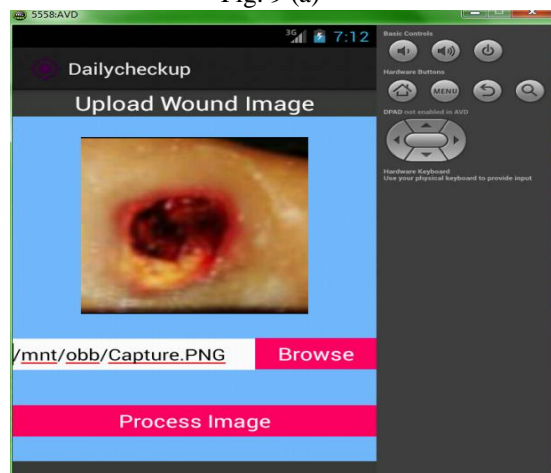 Fig. 9 (a)
5558:AVD
Basic Controls
3G 7:12
Dailycheckup
Hardware Buttons
MENU
Upload Wound Image
DPAD not enabled in AVD
Hardware Keyboard
Use your physical keyboard to provide input
/mnt/obb/Capture.PNG
Browse
Process Image